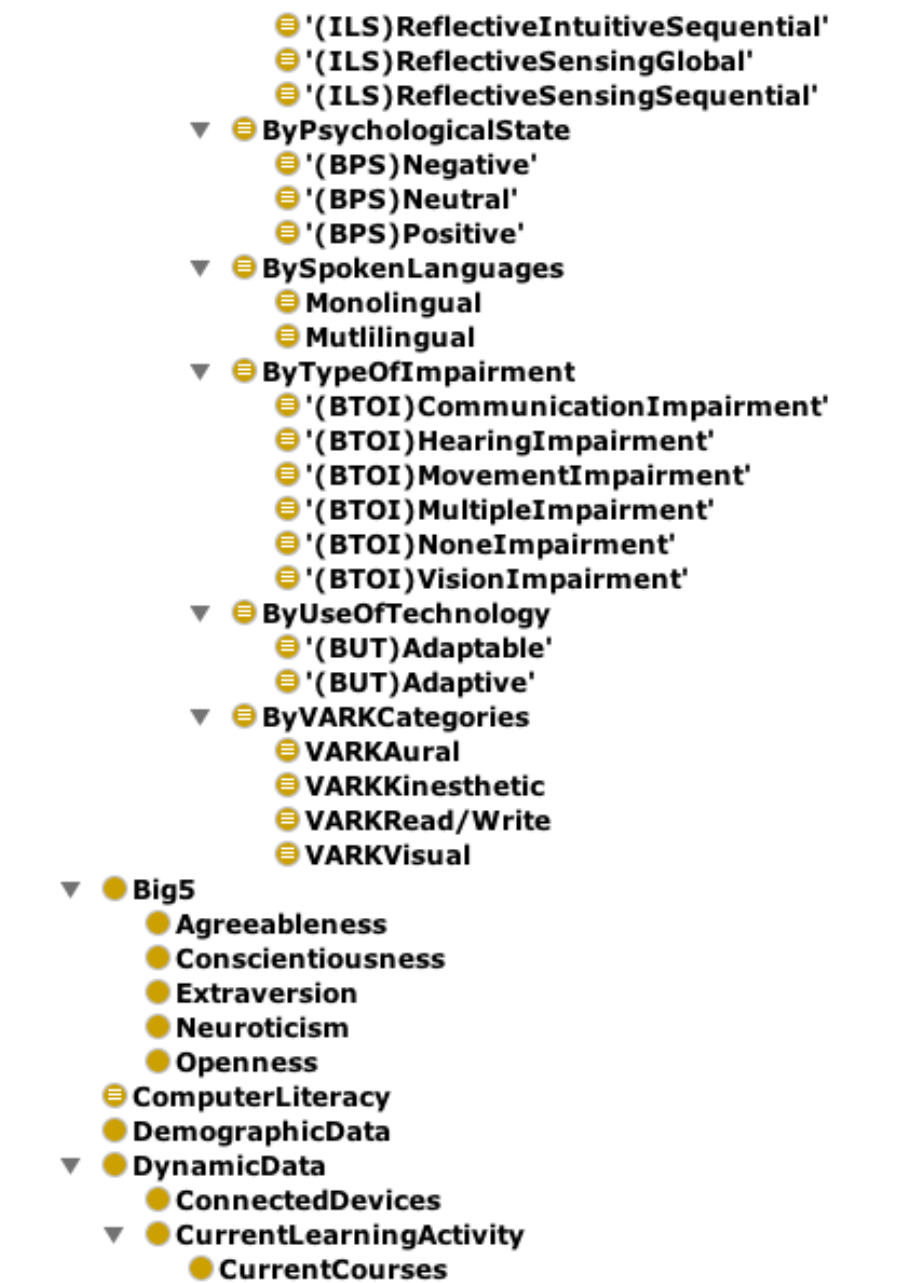 '(ILS)ReflectiveIntuitiveSequential'
'(ILS)ReflectiveSensingGlobal'
'(ILS)ReflectiveSensingSequential'
ByPsychologicalState
'(BPS)Negative'
'(BPS)Neutral'
'(BPS)Positive'
BySpokenLanguages
Monolingual
Mutlilingual
ByTypeOfImpairment
'(BTOI)CommunicationImpairment'
'(BTOI)HearingImpairment'
'(BTOI)MovementImpairment'
'(BTOI)MultipleImpairment'
'(BTOI)NoneImpairment'
'(BTOI)VisionImpairment'
ByUseOfTechnology
'(BUT)Adaptable'
'(BUT)Adaptive'
ByVARKCategories
VARKAural
VARKKinesthetic
VARKRead/Write
VARKVisual
Big5
Agreeableness
Conscientiousness
Extraversion
Neuroticism
Openness
ComputerLiteracy
DemographicData
DynamicData
ConnectedDevices
CurrentLearningActivity
CurrentCourses